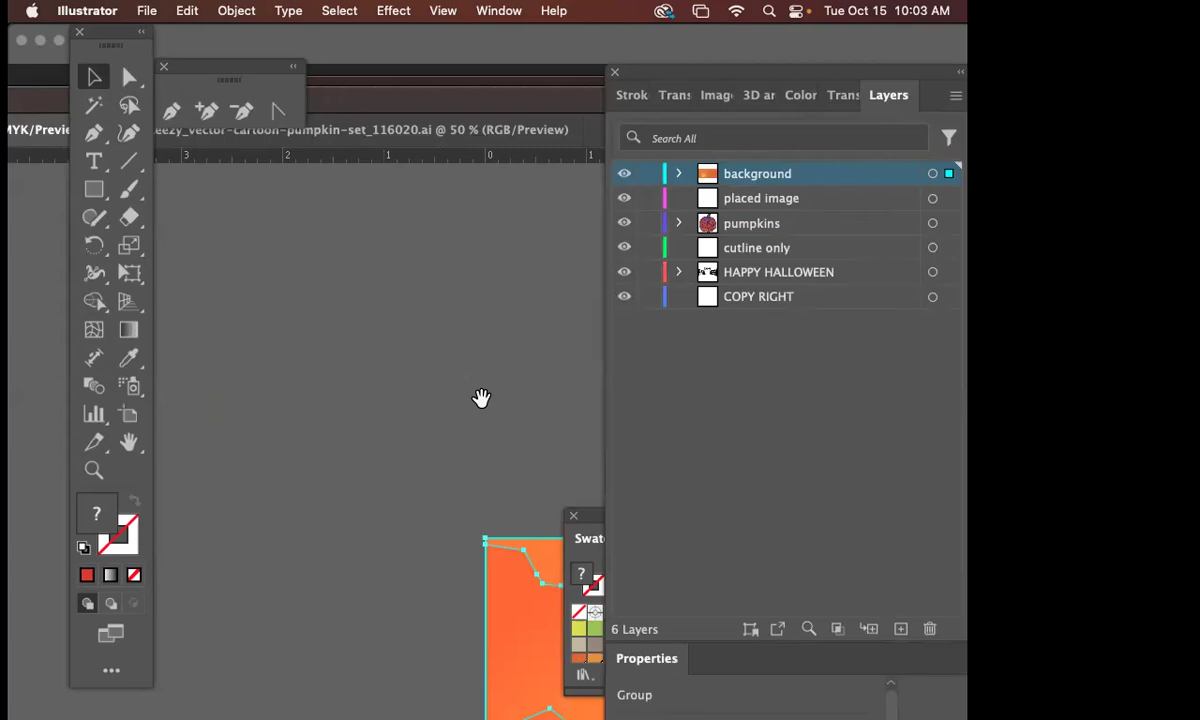 Illustrator File Edit Object Type Select Effect View Window Help Tue Oct 15 10:03 AM
Strok Trans Imag 3D ar Color Trans Layers
MYK/Previe eezy_vector-cartoon-pumpkin-set_116020.ai @ 50 % (RGB/Preview)
Search All
3 2 1 0 1
background
placed image
pumpkins
cutline only
HAPPY HALLOWEEN
COPY RIGHT
T
?
Swatc
?
6 Layers
Properties
Group